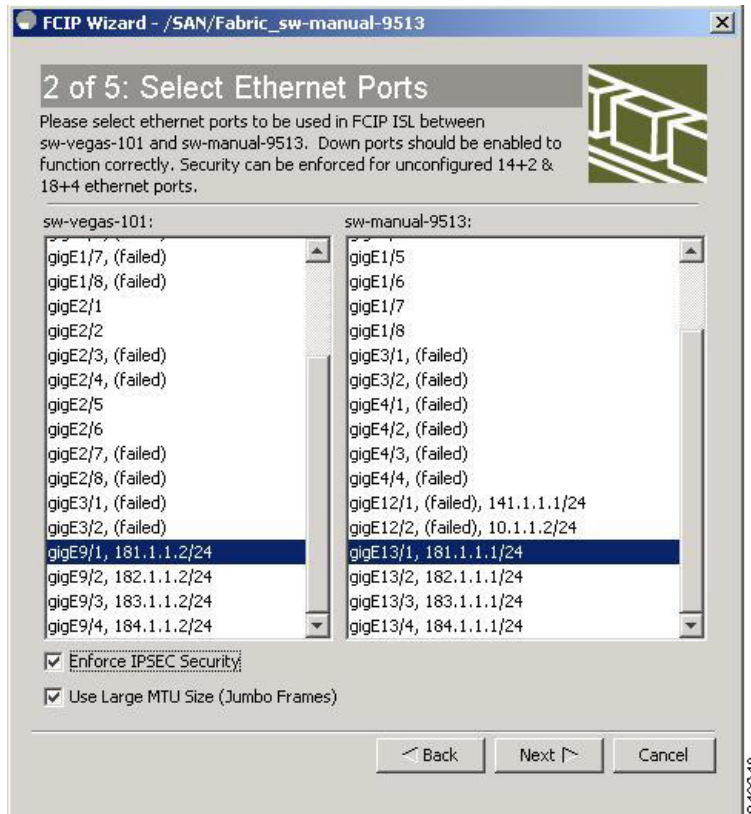 FCIP Wizard - /SAN/Fabric_sw-manual-9513
2 of 5: Select Ethernet Ports
Please select ethernet ports to be used in FCIP ISL between
sw-vegas-101 and sw-manual-9513. Down ports should be enabled to
function correctly. Security can be enforced for unconfigured 14+2 &
18+4 ethernet ports.
sw-vegas-101:
gigE1/7, (failed)
gigE1/8, (failed)
gigE2/1
gigE2/2
gigE2/3, (failed)
gigE2/4, (failed)
gigE2/5
gigE2/6
gigE2/7, (failed)
gigE2/8, (failed)
gigE3/1, (failed)
gigE3/2, (failed)
gigE9/1, 181.1.1.2/24
gigE9/2, 182.1.1.2/24
gigE9/3, 183.1.1.2/24
gigE9/4, 184.1.1.2/24
sw-manual-9513:
gigE1/5
gigE1/6
gigE1/7
gigE1/8
gigE3/1, (failed)
gigE3/2, (failed)
gigE4/1, (failed)
gigE4/2, (failed)
gigE4/3, (failed)
gigE4/4, (failed)
gigE12/1, (failed), 141.1.1.1/24
gigE12/2, (failed), 10.1.1.2/24
gigE13/1, 181.1.1.1/24
gigE13/2, 182.1.1.1/24
gigE13/3, 183.1.1.1/24
gigE13/4, 184.1.1.1/24
Enforce IPSEC Security
Use Large MTU Size (Jumbo Frames)
Back
Next
Cancel